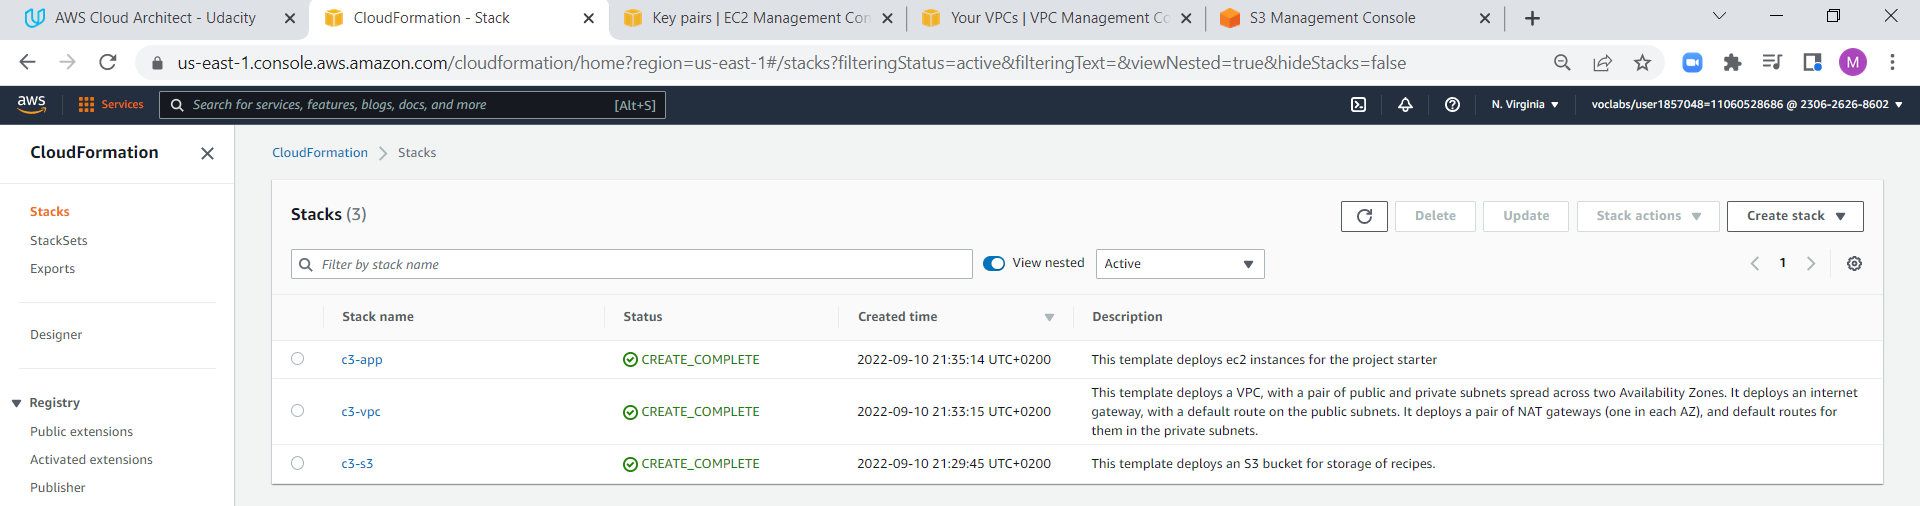 AWS Cloud Architect - Udacity
CloudFormation - Stack
Key pairs | EC2 Management Con
Your VPCs | VPC Management Co
S3 Management Console
us-east-1.console.aws.amazon.com/cloudformation/home?region=us-east-1#/stacks?filteringStatus=active&filteringText=&viewNested=true&hideStacks=false
M
aws
Services
Search for services, features, blogs, docs, and more
[Alt+S]
N. Virginia
voclabs/user1857048=11060528686 @ 2306-2626-8602
CloudFormation
Stacks
StackSets
Exports
Designer
Registry
Public extensions
Activated extensions
Publisher
CloudFormation
Stacks
Stacks (3)
Delete
Update
Stack actions
Create stack
Filter by stack name
View nested
Active
1
Stack name
Status
Created time
Description
c3-app
CREATE_COMPLETE
2022-09-10 21:35:14 UTC+0200
This template deploys ec2 instances for the project starter
c3-vpc
CREATE_COMPLETE
2022-09-10 21:33:15 UTC+0200
This template deploys a VPC, with a pair of public and private subnets spread across two Availability Zones. It deploys an internet
gateway, with a default route on the public subnets. It deploys a pair of NAT gateways (one in each AZ), and default routes for
them in the private subnets.
c3-s3
CREATE_COMPLETE
2022-09-10 21:29:45 UTC+0200
This template deploys an S3 bucket for storage of recipes.